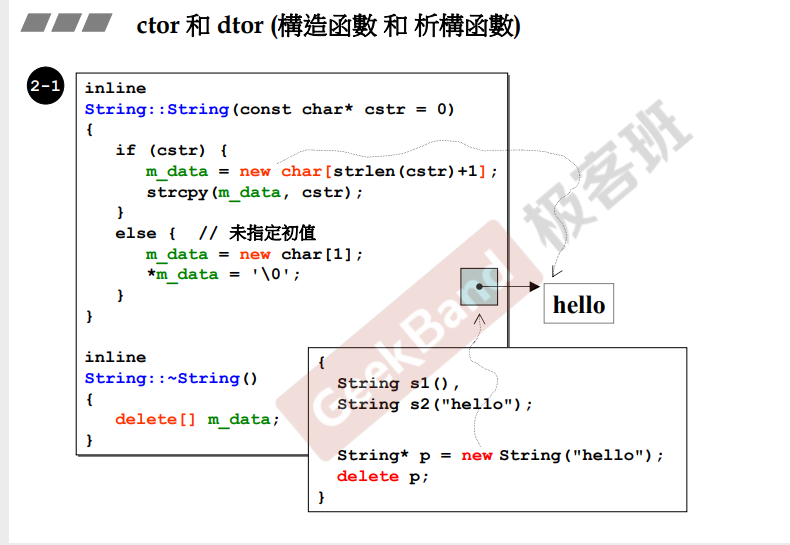 ctor 和 dtor (構造函數 和 析構函數)
2-1
inline
String::String(const char* cstr = 0)
{
if (cstr) {
m_data = new char[strlen(cstr)+1];
strcpy(m_data, cstr);
}
else { // 未指定初值
m_data = new char[1];
*m_data = '\0';
}
}
inline
String::~String()
{
delete[] m_data;
}
hello
{
String s1(),
String s2("hello");
String* p = new String("hello");
delete p;
}
GeekBand 极客班